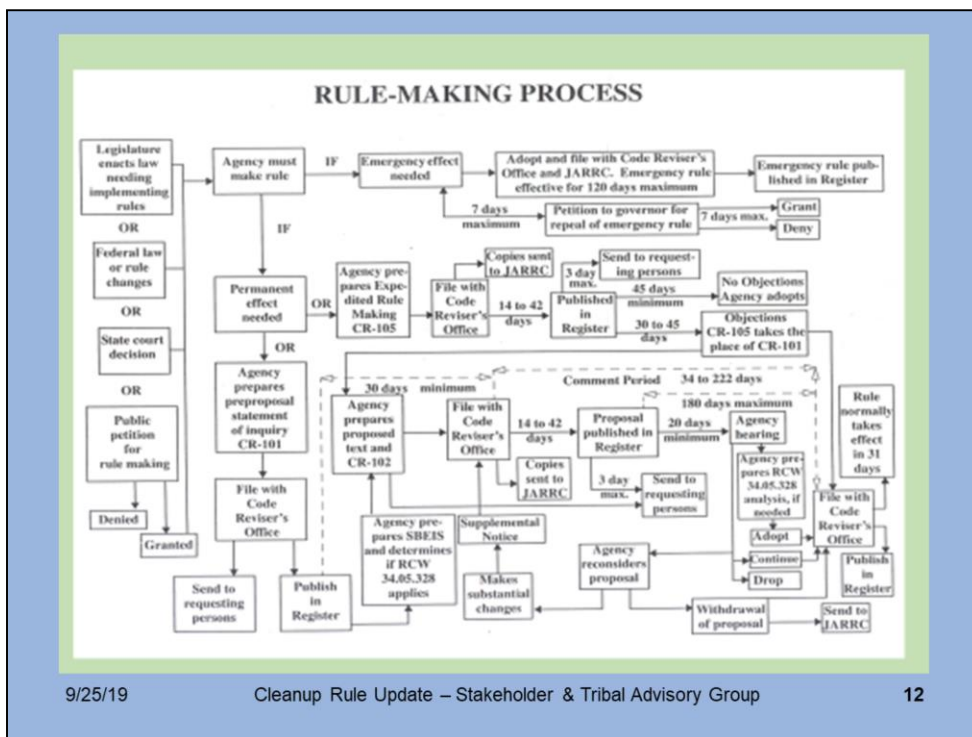 RULE-MAKING PROCESS
Legislature
enacts law
needing
implementing
rules
OR
Federal law
or rule
changes
OR
State court
decision
OR
Public
petition
for
rule making
Denied
Granted
Agency must
make rule
IF
Emergency effect
needed
Adopt and file with Code Reviser's
Office and JARRC. Emergency rule
effective for 120 days maximum
Emergency rule pub-
lished in Register
7 days
maximum
Petition to governor for
repeal of emergency rule
7 days max.
Grant
Deny
IF
Permanent
effect
needed
OR
Agency pre-
pares Expe-
dited Rule
Making
CR-105
File with
Code
Reviser's
Office
Copies sent
to JARRC
14 to 42
days
Published
in
Register
3 day
max.
Send to request-
ing persons
45 days
minimum
No Objections
Agency adopts
30 to 45
days
Objections
CR-105 takes the
place of CR-101
OR
Agency
prepares
preproposal
statement
of inquiry
CR-101
File with
Code
Reviser's
Office
Send to
requesting
persons
Publish
in
Register
30 days minimum
Comment Period 34 to 222 days
180 days maximum
Agency
prepares
proposed
text and
CR-102
File with
Code
Reviser's
Office
14 to 42
days
Copies
sent to
JARRC
Proposal
published in
Register
20 days
minimum
3 day
max.
Send to
requesting
persons
Agency
hearing
Agency pre-
pares RCW
34.05.328
analysis, if
needed
Adopt
Continue
Drop
File with
Code
Reviser's
Office
Rule
normally
takes
effect
in 31
days
Publish
in
Register
Agency pre-
pares SBEIS
and determines
if RCW
34.05.328
applies
Supplemental
Notice
Makes
substantial
changes
Agency
reconsiders
proposal
Withdrawal
of proposal
Send to
JARRC
9/25/19
Cleanup Rule Update – Stakeholder & Tribal Advisory Group
12